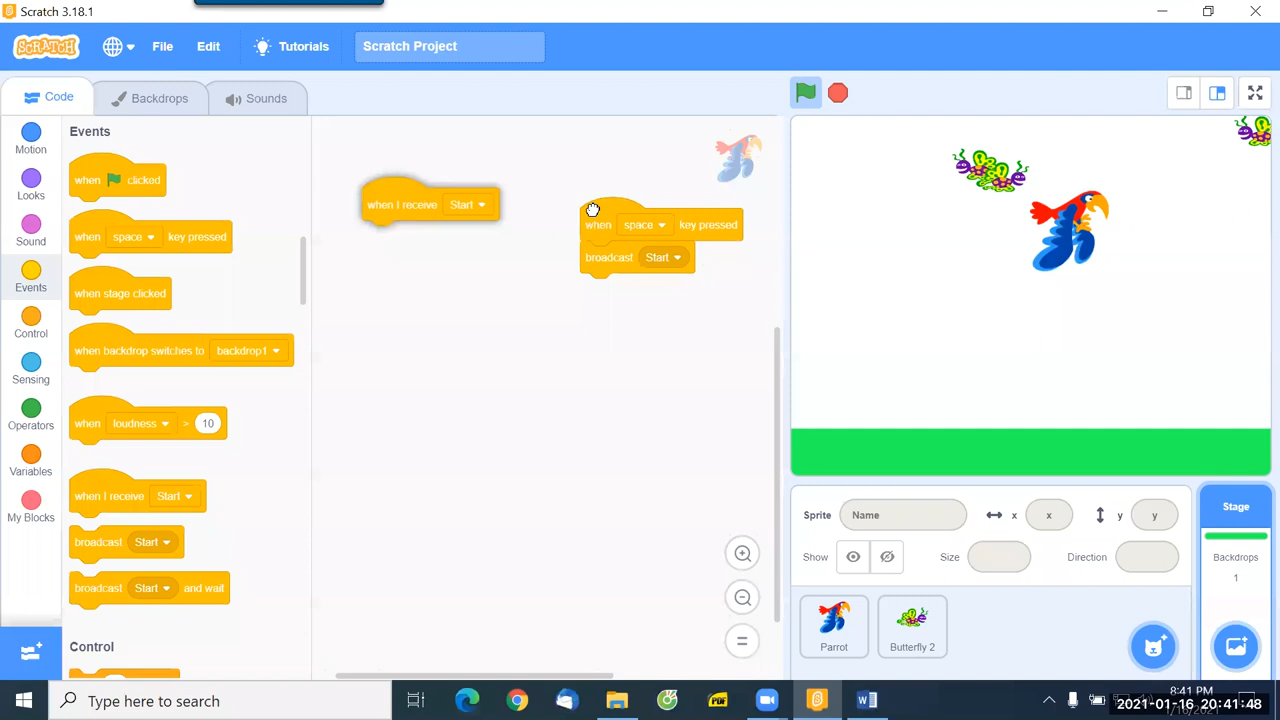 Scratch 3.18.1
SCRATCH
File
Edit
Tutorials
Scratch Project
Code
Backdrops
Sounds
Motion
Looks
Sound
Events
Control
Sensing
Operators
Variables
My Blocks
Events
when clicked
when space key pressed
when stage clicked
when backdrop switches to backdrop1
when loudness > 10
when I receive Start
broadcast Start
broadcast Start and wait
Control
when I receive Start
when space key pressed
broadcast Start
Sprite Name x x y y
Show Size Direction
Parrot
Butterfly 2
Stage
Backdrops
1
Type here to search
PDF
8:41 PM
2021-01-16 20:41:48